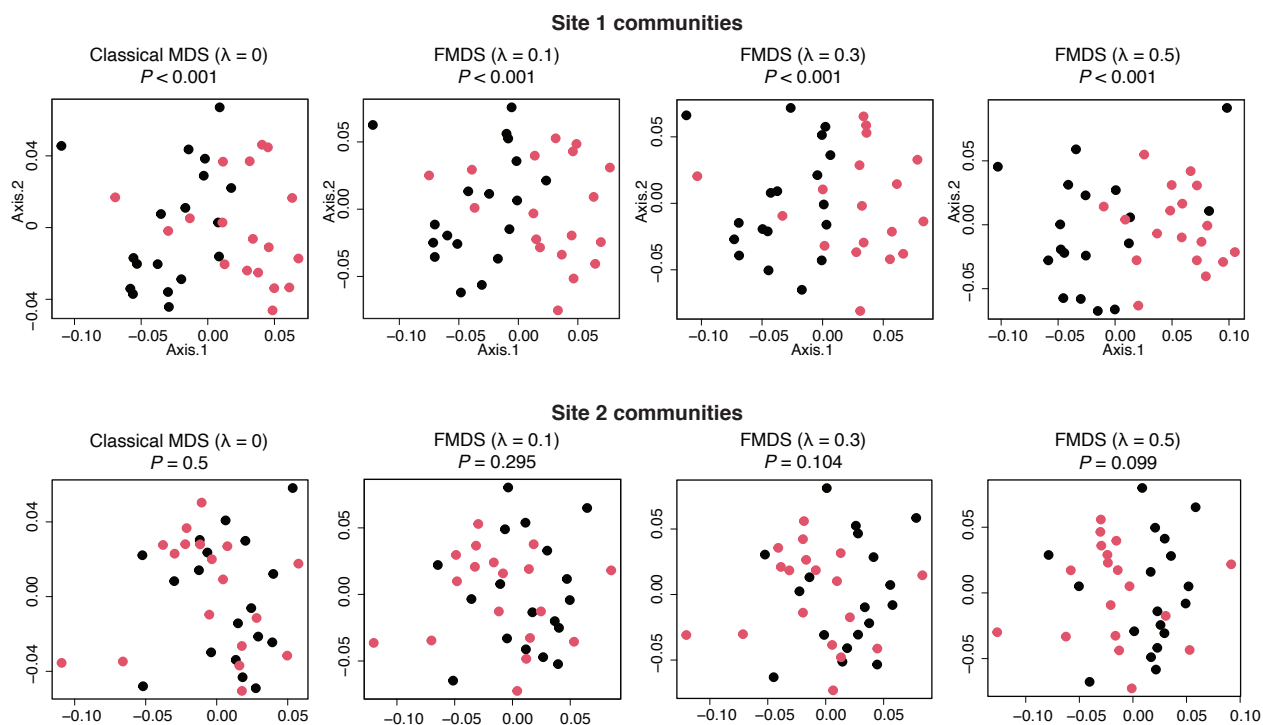 Site 1 communities
Classical MDS (λ = 0)
P < 0.001
FMDS (λ = 0.1)
P < 0.001
FMDS (λ = 0.3)
P < 0.001
FMDS (λ = 0.5)
P < 0.001
Axis.2
0.04
0
−0.04
−0.10
−0.05
0.00
0.05
Axis.1
Axis.2
0.05
0.00
−0.05
−0.10
−0.05
0.00
0.05
Axis.1
Axis.2
0.05
0.00
−0.05
−0.10
−0.05
0.00
0.05
Axis.1
Axis.2
0.05
0.00
−0.05
−0.10
−0.05
0.00
0.05
0.10
Axis.1
Site 2 communities
Classical MDS (λ = 0)
P = 0.5
FMDS (λ = 0.1)
P = 0.295
FMDS (λ = 0.3)
P = 0.104
FMDS (λ = 0.5)
P = 0.099
0.04
0.00
−0.04
−0.10
−0.05
0.00
0.05
0.05
0.00
−0.05
−0.10
−0.05
0.00
0.05
0.05
0.00
−0.05
−0.10
−0.05
0.00
0.05
0.05
0.00
−0.05
−0.10
−0.05
0.00
0.05
0.10